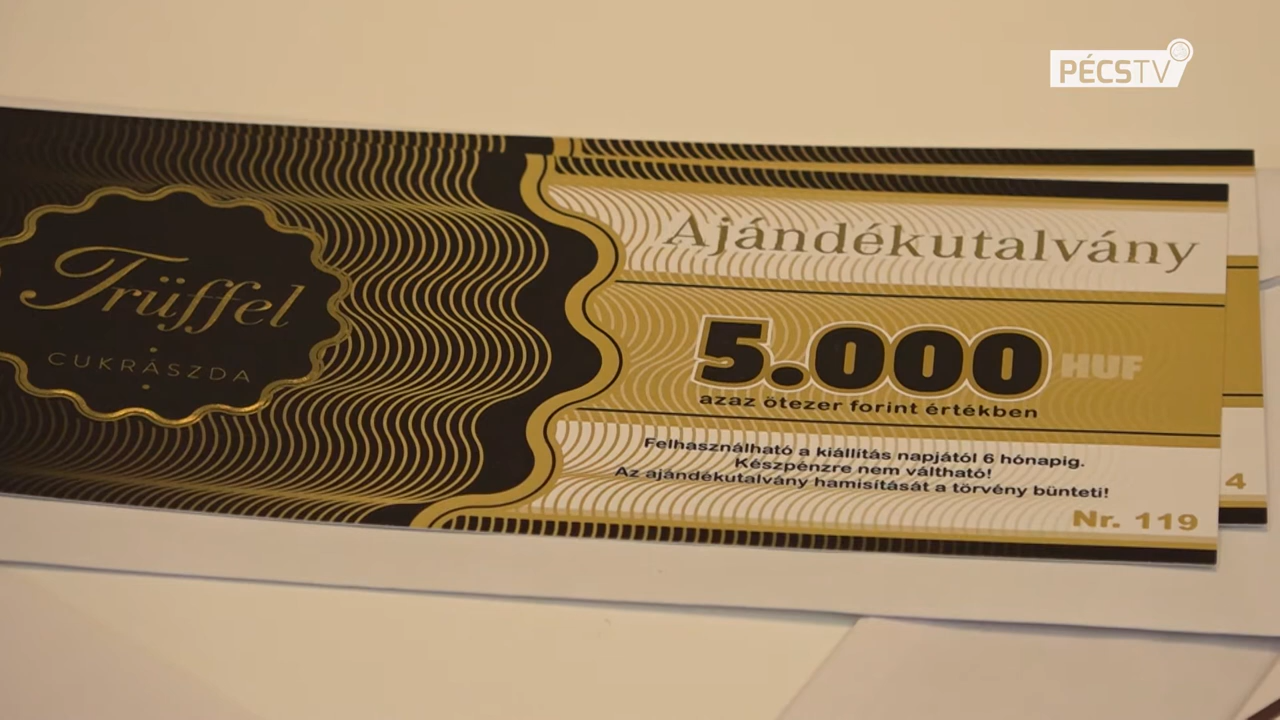 PÉCSTV
Trüffel
CUKRÁSZDA
Ajándékutalvány
5.000 HUF
azaz ötezer forint értékben
Felhasználható a kiállítás napjától 6 hónapig.
Készpénzre nem váltható!
Az ajándékutalvány hamisítását a törvény bünteti!
Nr. 119
4